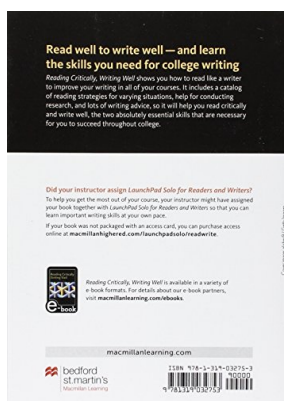 Read well to write well—and learn
the skills you need for college writing
Reading Critically, Writing Well shows you how to read like a writer
to improve your writing in all of your courses. It includes a catalog
of reading strategies for varying situations, help for conducting
research, and lots of writing advice, so it will help you read critically
and write well, the two absolutely essential skills that are necessary
for you to succeed throughout college.
Did your instructor assign LaunchPad Solo for Readers and Writers?
To help you get the most out of your course, your instructor might have assigned
your book together with LaunchPad Solo for Readers and Writers so that you can
learn important writing skills at your own pace.
If your book was not packaged with an access card, you can purchase access
online at macmillanhighered.com/launchpadsolo/readwrite.
Reading Critically,
Writing Well
e-book
Reading Critically, Writing Well is available in a variety of
e-book formats. For details about our e-book partners,
visit macmillanlearning.com/ebooks.
macmillanlearning.com
bedford
st.martin's
Macmillan Learning
ISBN 978-1-319-03275-3
90000
9 781319 032753